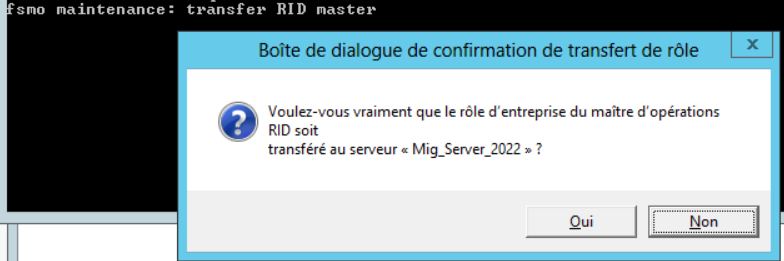 fsmo maintenance: transfer RID master
Boîte de dialogue de confirmation de transfert de rôle
x
Voulez-vous vraiment que le rôle d'entreprise du maître d'opérations
RID soit
transféré au serveur « Mig_Server_2022 » ?
Oui
Non